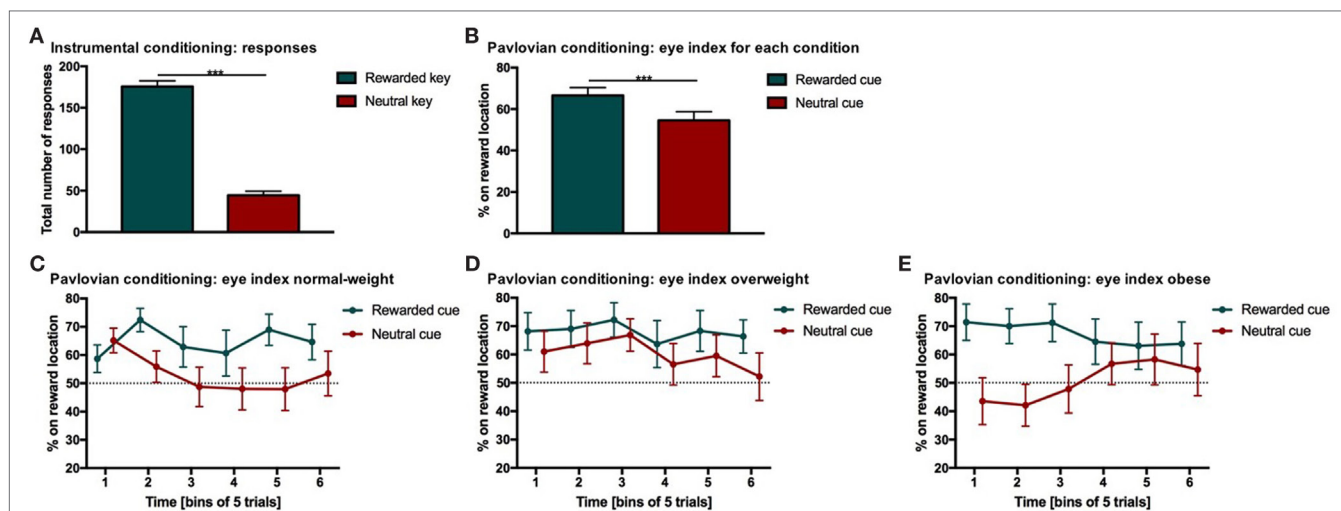 A
Instrumental conditioning: responses
Total number of responses
200
150
100
50
0
***
Rewarded key
Neutral key
B
Pavlovian conditioning: eye index for each condition
% on reward location
80
60
40
20
0
***
Rewarded cue
Neutral cue
C
Pavlovian conditioning: eye index normal-weight
% on reward location
80
70
60
50
40
30
20
1 2 3 4 5 6
Time [bins of 5 trials]
Rewarded cue
Neutral cue
D
Pavlovian conditioning: eye index overweight
% on reward location
80
70
60
50
40
30
20
1 2 3 4 5 6
Time [bins of 5 trials]
Rewarded cue
Neutral cue
E
Pavlovian conditioning: eye index obese
% on reward location
80
70
60
50
40
30
20
1 2 3 4 5 6
Time [bins of 5 trials]
Rewarded cue
Neutral cue